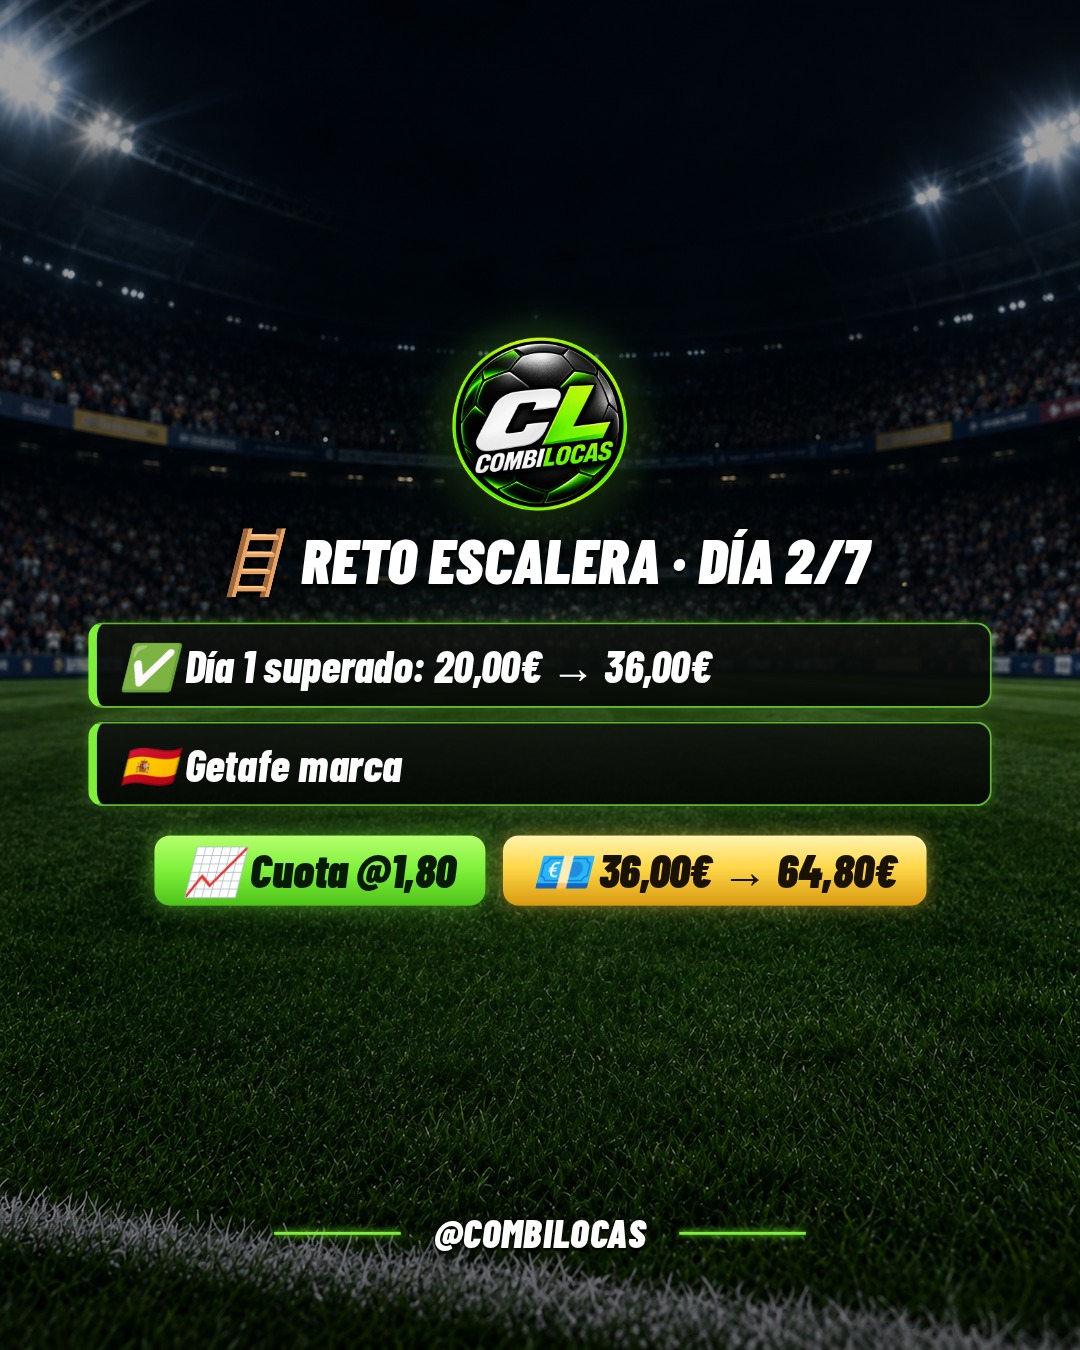 CL
COMBILOCAS
🪜 RETO ESCALERA · DÍA 2/7
✅ Día 1 superado: 20,00€ → 36,00€
🇪🇸 Getafe marca
📈 Cuota @1,80
💶 36,00€ → 64,80€
@COMBILOCAS